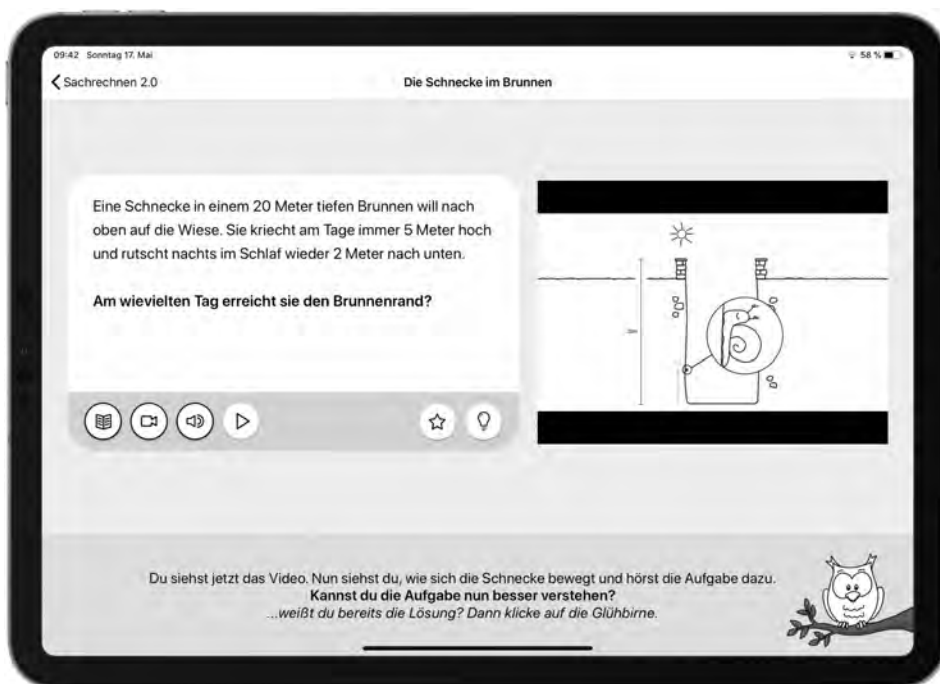 09:42 Sonntag 17. Mai
58 %
Sachrechnen 2.0
Die Schnecke im Brunnen
Eine Schnecke in einem 20 Meter tiefen Brunnen will nach
oben auf die Wiese. Sie kriecht am Tage immer 5 Meter hoch
und rutscht nachts im Schlaf wieder 2 Meter nach unten.
Am wievielten Tag erreicht sie den Brunnenrand?
Du siehst jetzt das Video. Nun siehst du, wie sich die Schnecke bewegt und hörst die Aufgabe dazu.
Kannst du die Aufgabe nun besser verstehen?
...weißt du bereits die Lösung? Dann klicke auf die Glühbirne.